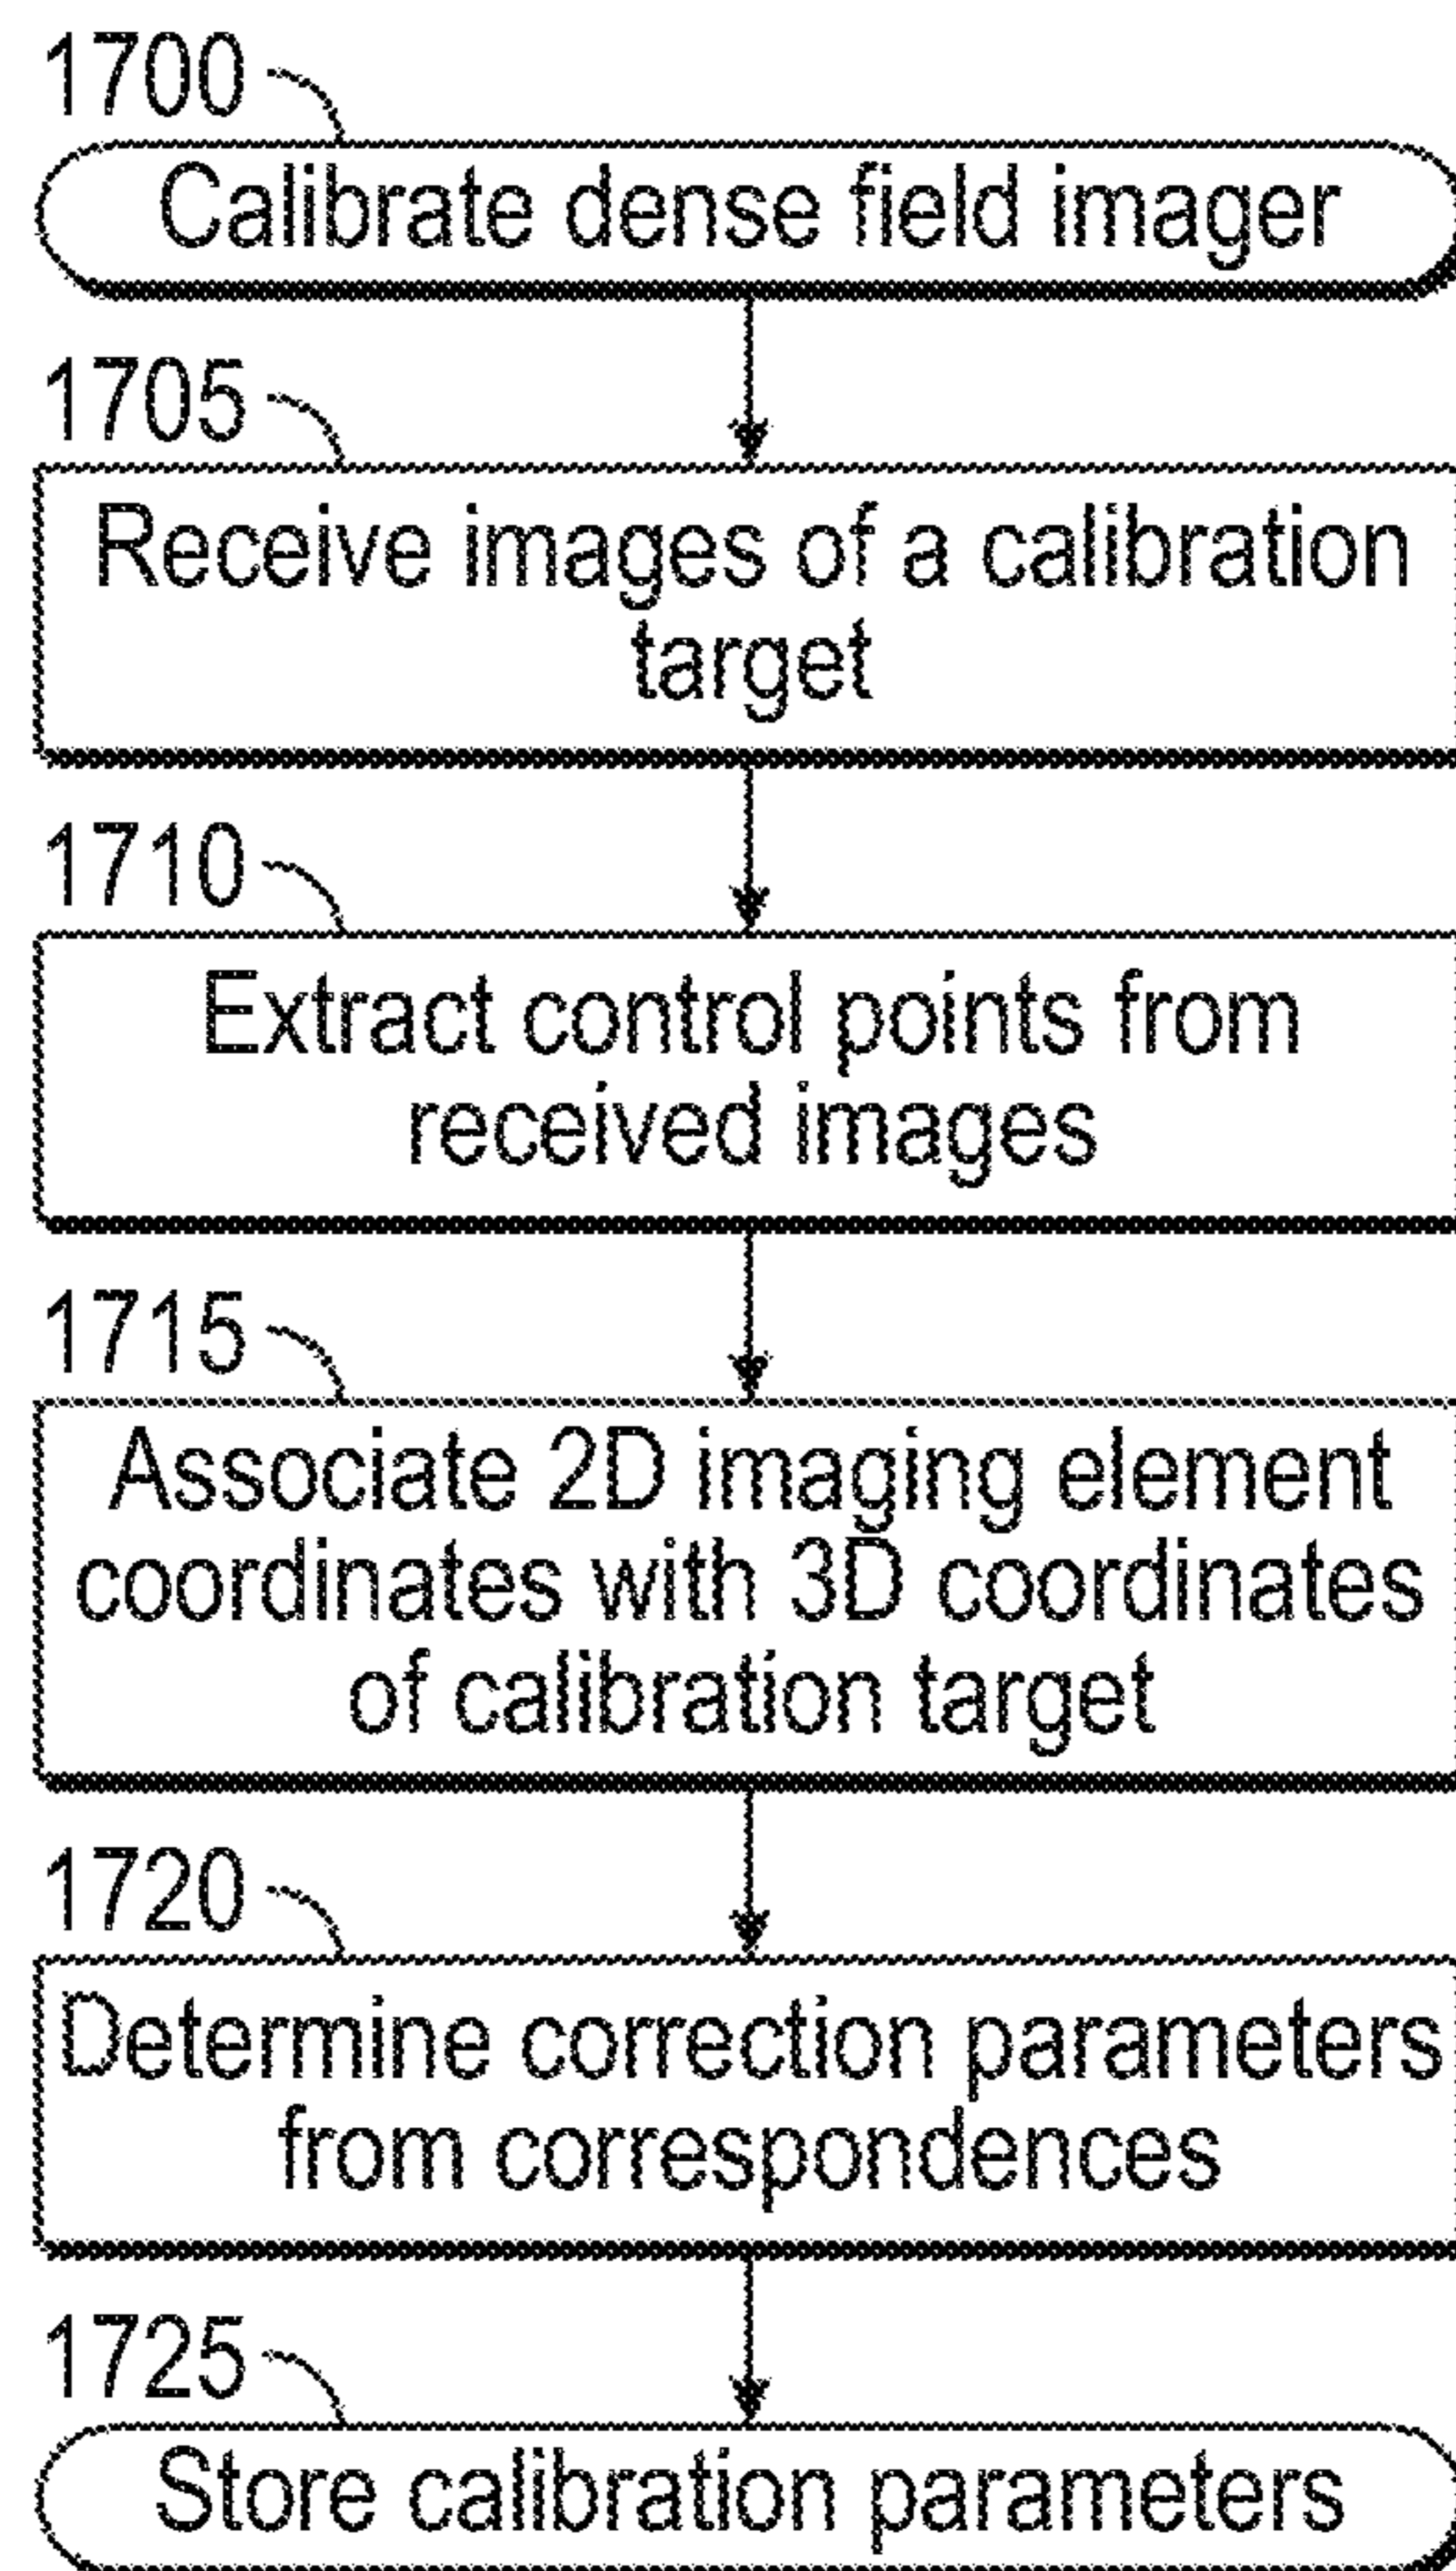 1700
Calibrate dense field imager
1705
Receive images of a calibration
target
1710
Extract control points from
received images
1715
Associate 2D imaging element
coordinates with 3D coordinates
of calibration target
1720
Determine correction parameters
from correspondences
1725
Store calibration parameters